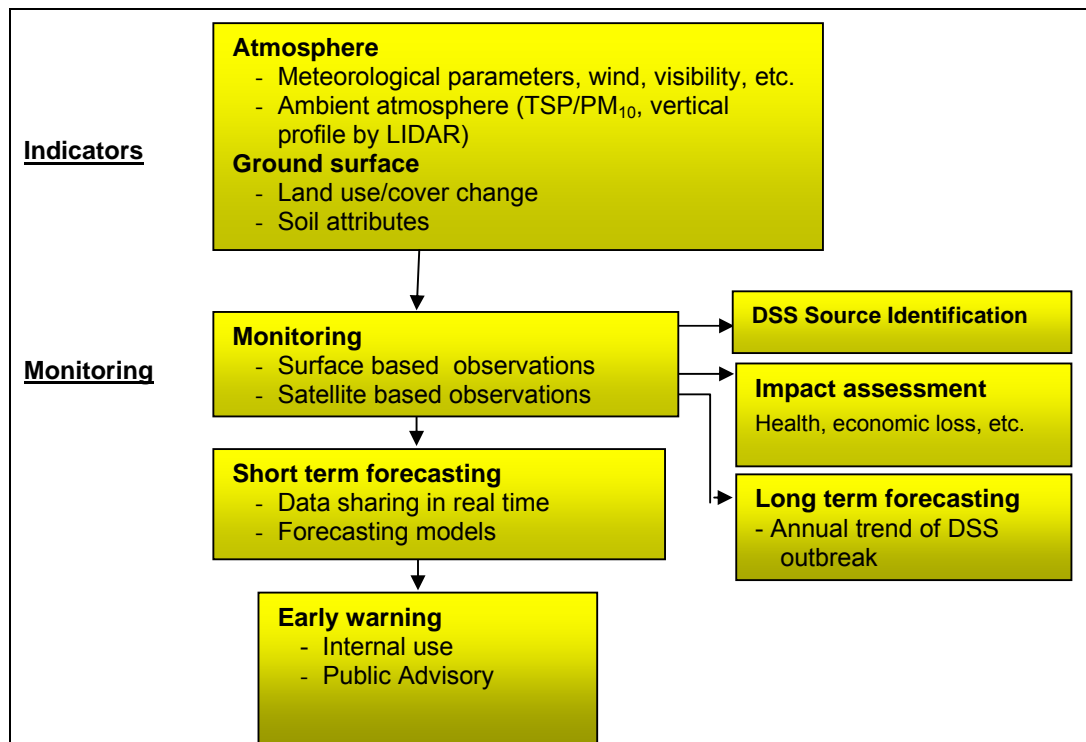 Indicators
Atmosphere
- Meteorological parameters, wind, visibility, etc.
- Ambient atmosphere (TSP/PM₁₀, vertical
profile by LIDAR)
Ground surface
- Land use/cover change
- Soil attributes
Monitoring
Monitoring
- Surface based observations
- Satellite based observations
DSS Source Identification
Impact assessment
Health, economic loss, etc.
Long term forecasting
- Annual trend of DSS
outbreak
Short term forecasting
- Data sharing in real time
- Forecasting models
Early warning
- Internal use
- Public Advisory